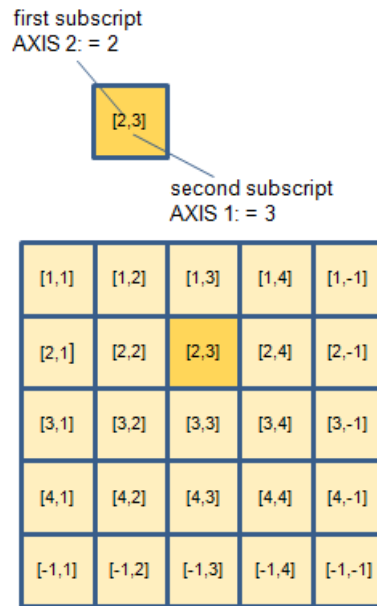 first subscript
AXIS 2: = 2
[2,3]
second subscript
AXIS 1: = 3
[1,1] [1,2] [1,3] [1,4] [1,-1]
[2,1] [2,2] [2,3] [2,4] [2,-1]
[3,1] [3,2] [3,3] [3,4] [3,-1]
[4,1] [4,2] [4,3] [4,4] [4,-1]
[-1,1] [-1,2] [-1,3] [-1,4] [-1,-1]